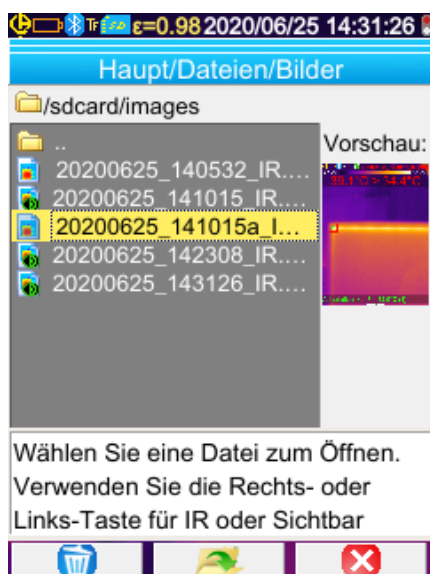 ε=0.98 2020/06/25 14:31:26
Haupt/Dateien/Bilder
/sdcard/images
..
Vorschau:
20200625_140532_IR....
20200625_141015_IR....
20200625_141015a_I...
20200625_142308_IR....
20200625_143126_IR....
Wählen Sie eine Datei zum Öffnen.
Verwenden Sie die Rechts- oder
Links-Taste für IR oder Sichtbar